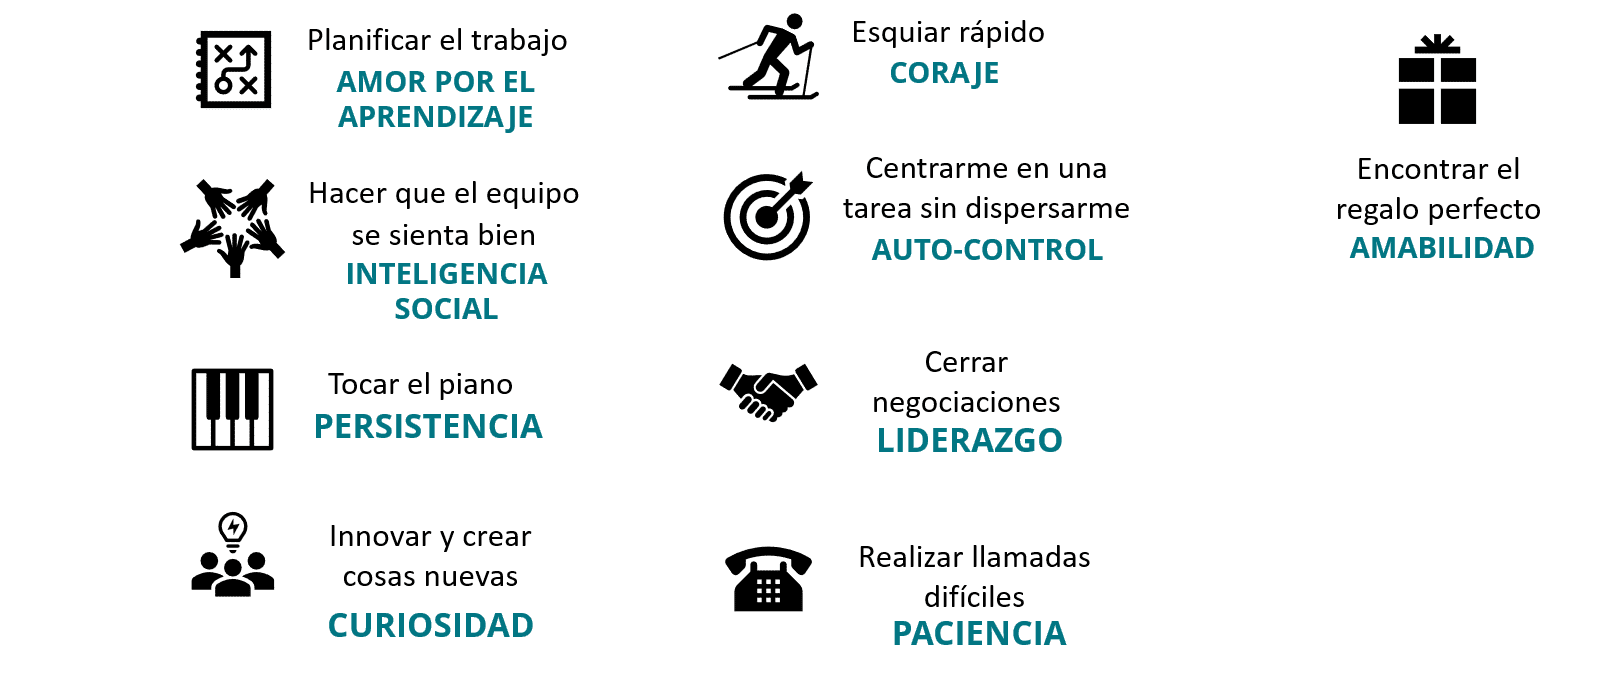 Planificar el trabajo
AMOR POR EL
APRENDIZAJE
Hacer que el equipo
se sienta bien
INTELIGENCIA
SOCIAL
Tocar el piano
PERSISTENCIA
Innovar y crear
cosas nuevas
CURIOSIDAD
Esquiar rápido
CORAJE
Centrarme en una
tarea sin dispersarme
AUTO-CONTROL
Cerrar
negociaciones
LIDERAZGO
Realizar llamadas
difíciles
PACIENCIA
Encontrar el
regalo perfecto
AMABILIDAD